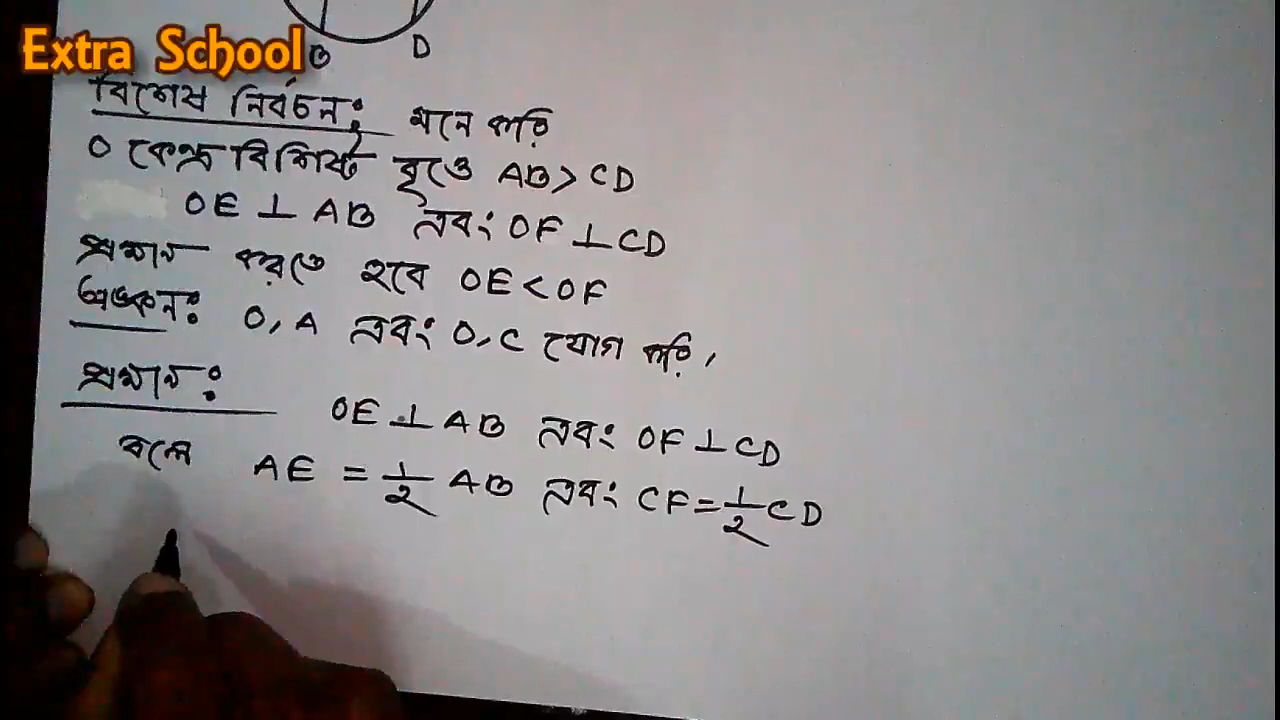 Extra School
B D
বিশেষ নির্বচন: মনে করি
O কেন্দ্র বিশিষ্ট বৃত্তে AB > CD
OE ⊥ AB এবং OF ⊥ CD
প্রমান করতে হবে OE < OF
অঙ্কন: O, A এবং O, C যোগ করি,
প্রমান:
OE ⊥ AB এবং OF ⊥ CD
বলে AE = 1/2 AB এবং CF = 1/2 CD